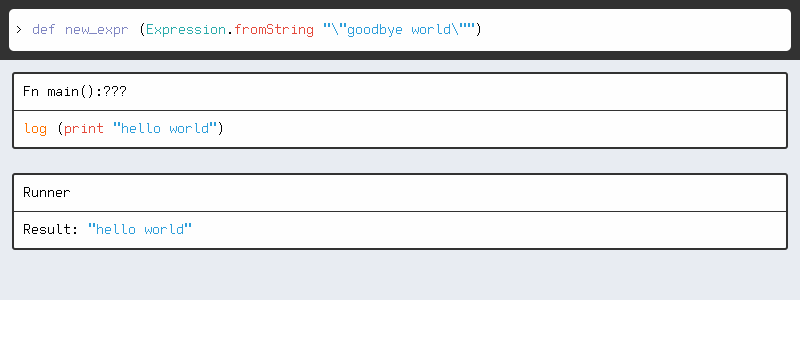 > def new_expr (Expression.fromString "\"goodbye world\"")
Fn main():???
log (print "hello world")
Runner
Result: "hello world"